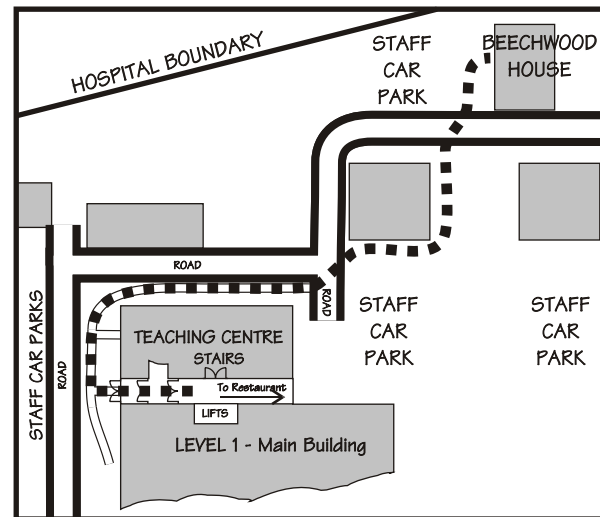 HOSPITAL BOUNDARY
STAFF
CAR
PARK
BEECHWOOD
HOUSE
ROAD
ROAD
STAFF
CAR
PARK
STAFF
CAR
PARK
STAFF CAR PARKS
ROAD
TEACHING CENTRE
STAIRS
To Restaurant
LIFTS
LEVEL 1 - Main Building